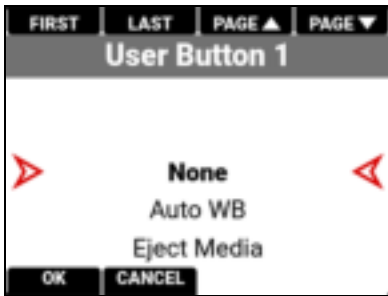 FIRST LAST PAGE▲ PAGE▼
User Button 1
None
Auto WB
Eject Media
OK CANCEL